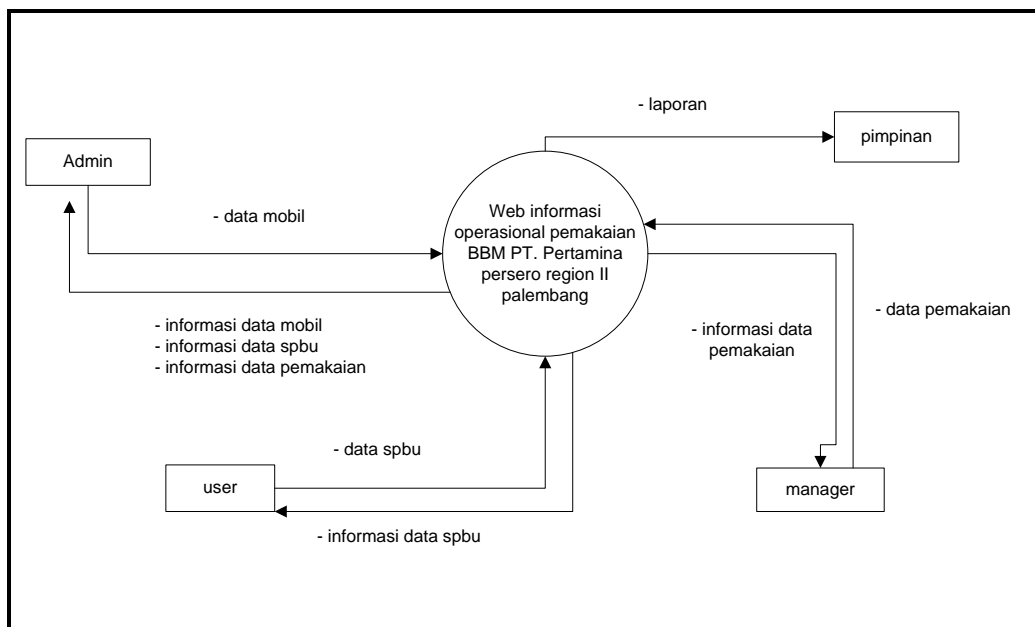 - laporan
pimpinan
Admin
- data mobil
Web informasi
operasional pemakaian
BBM PT. Pertamina
persero region II
palembang
- data pemakaian
- informasi data mobil
- informasi data spbu
- informasi data pemakaian
- informasi data
pemakaian
- data spbu
user
manager
- informasi data spbu